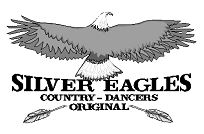 SILVER EAGLES
COUNTRY - DANCERS
ORIGINAL